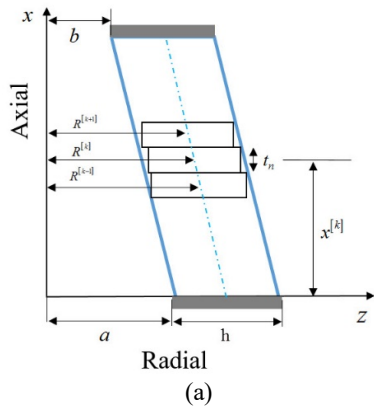 x
b
Axial
R^[k+1]
R^[k]
R^[k-1]
t_n
x^[k]
a
h
z
Radial
(a)